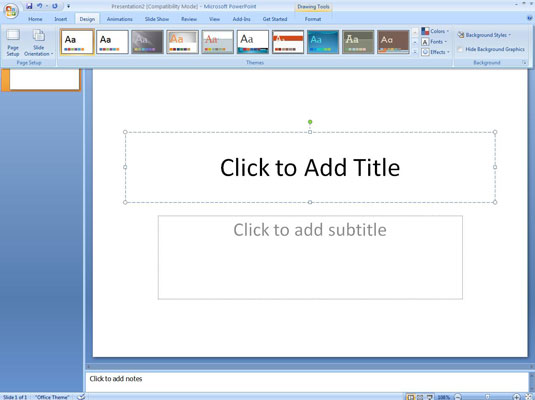 Presentation2 [Compatibility Mode] - Microsoft PowerPoint
Drawing Tools
Home Insert Design Animations Slide Show Review View Add-Ins Get Started Format
Page Setup
Slide Orientation
Aa Aa Aa Aa Aa Aa Aa Aa Aa Aa
Colors
Fonts
Effects
Background Styles
Hide Background Graphics
Page Setup Themes Background
Click to Add Title
Click to add subtitle
Click to add notes
Slide 1 of 1 "Office Theme" 108%